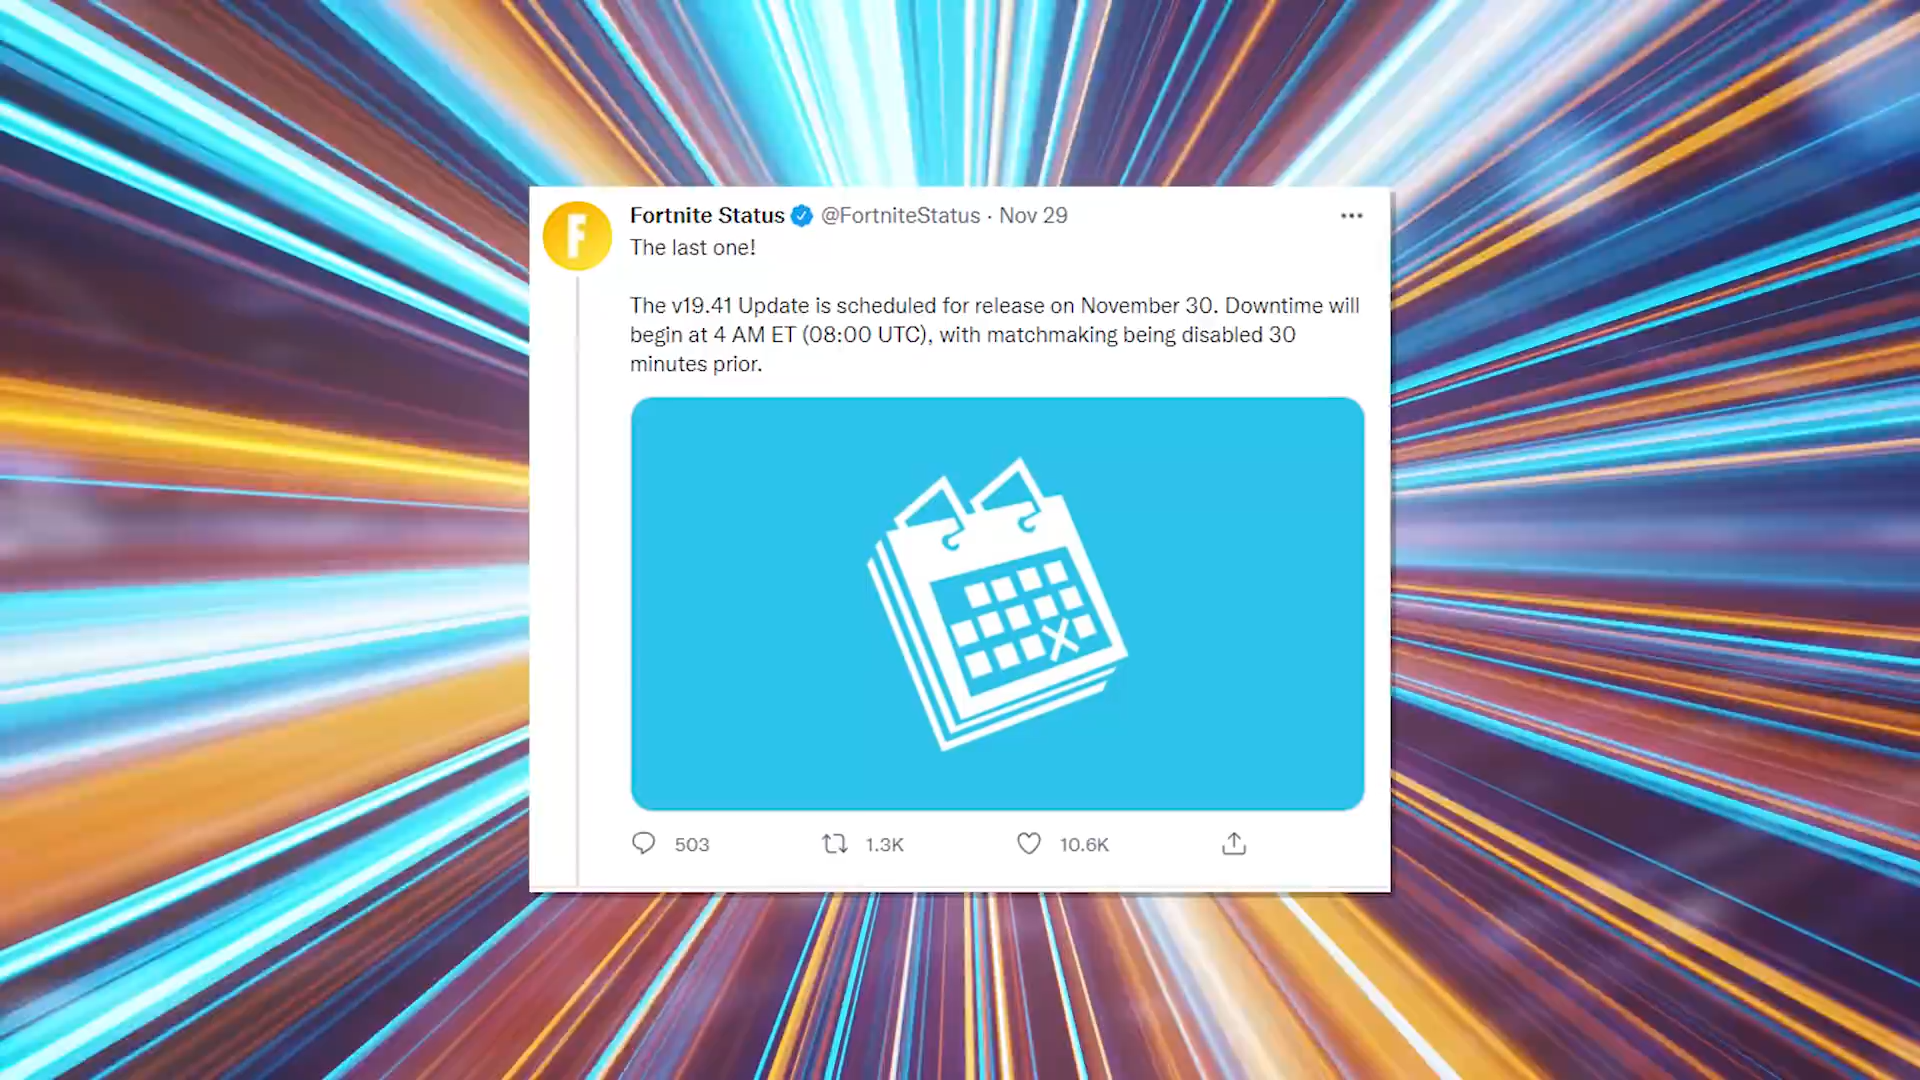 Fortnite Status @FortniteStatus · Nov 29
The last one!
The v19.41 Update is scheduled for release on November 30. Downtime will
begin at 4 AM ET (08:00 UTC), with matchmaking being disabled 30
minutes prior.
503 1.3K 10.6K